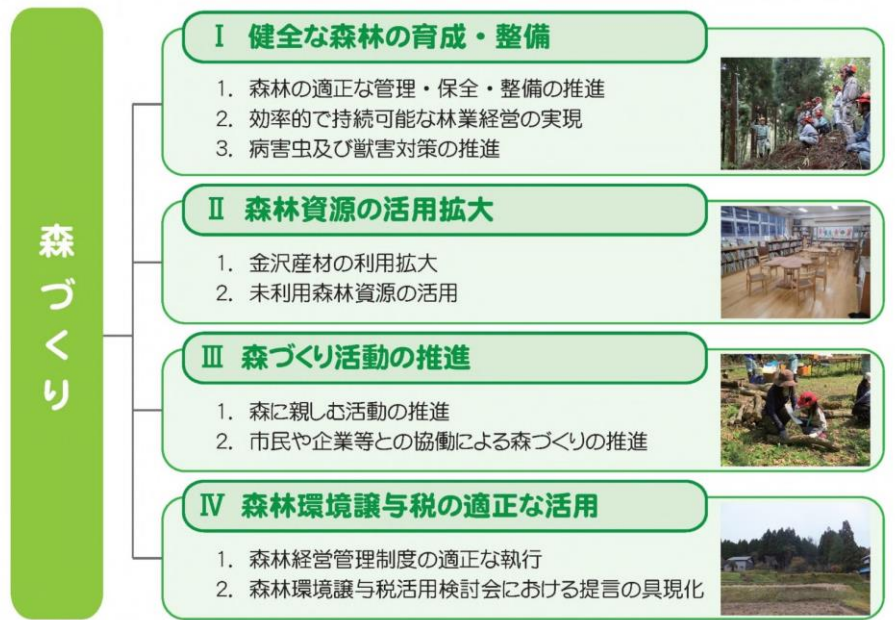 森づくり
Ⅰ 健全な森林の育成・整備
1. 森林の適正な管理・保全・整備の推進
2. 効率的で持続可能な林業経営の実現
3. 病害虫及び獣害対策の推進
Ⅱ 森林資源の活用拡大
1. 金沢産材の利用拡大
2. 未利用森林資源の活用
Ⅲ 森づくり活動の推進
1. 森に親しむ活動の推進
2. 市民や企業等との協働による森づくりの推進
Ⅳ 森林環境譲与税の適正な活用
1. 森林経営管理制度の適正な執行
2. 森林環境譲与税活用検討会における提言の具現化